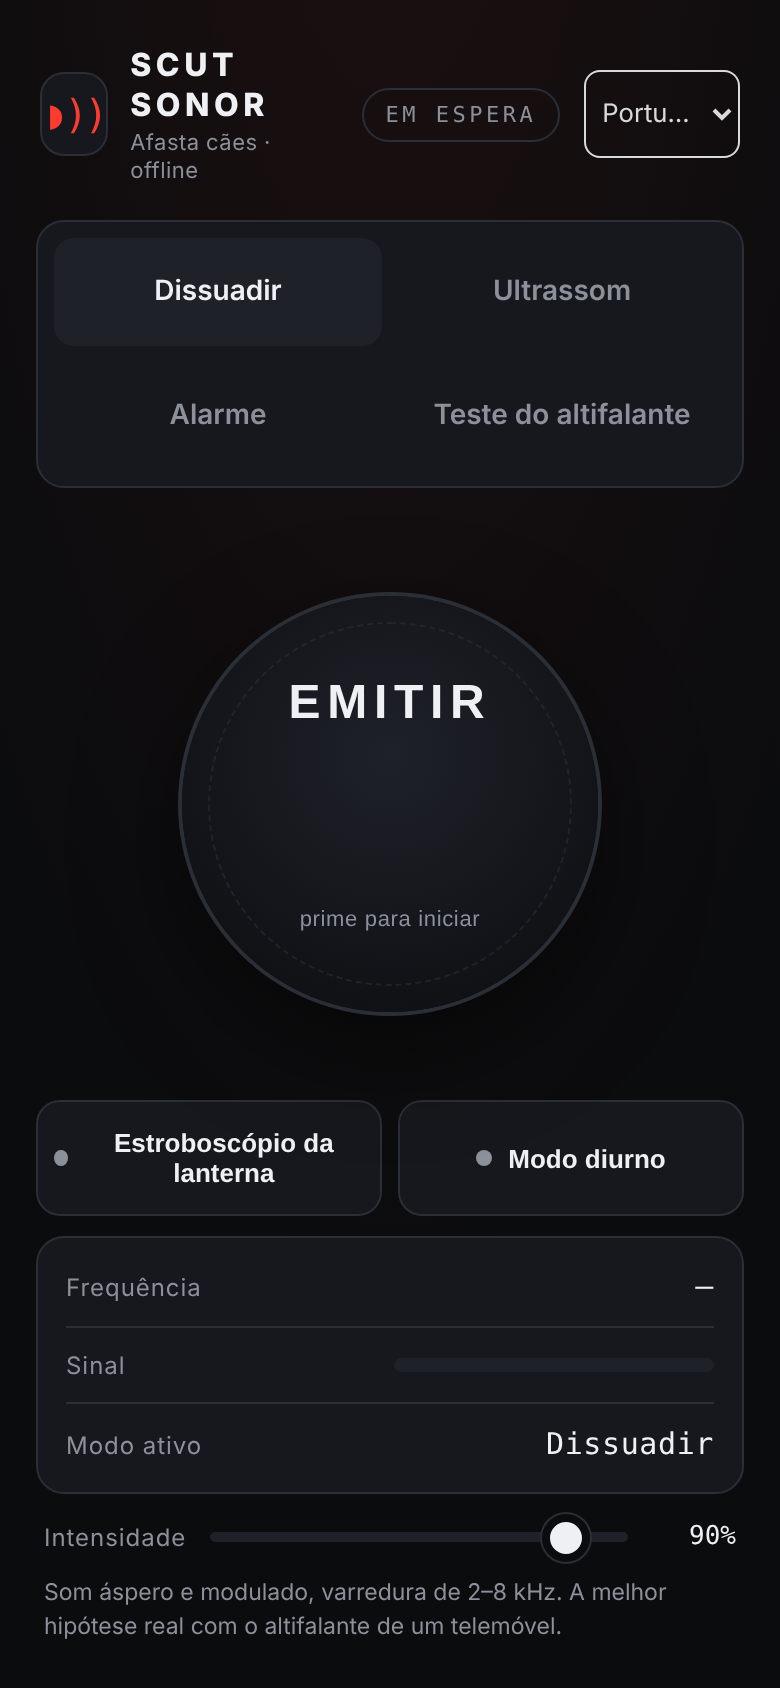 SCUT
SONOR
Afasta cães ·
offline
EM ESPERA
Portu...
Dissuadir
Ultrassom
Alarme
Teste do altifalante
EMITIR
prime para iniciar
Estroboscópio da
lanterna
Modo diurno
Frequência
—
Sinal
Modo ativo
Dissuadir
Intensidade
90%
Som áspero e modulado, varredura de 2–8 kHz. A melhor
hipótese real com o altifalante de um telemóvel.